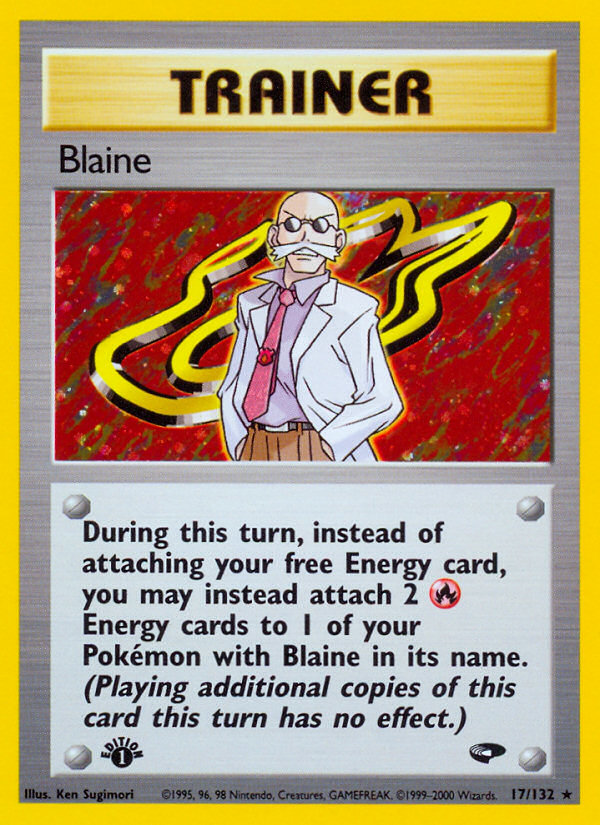 TRAINER
Blaine
During this turn, instead of
attaching your free Energy card,
you may instead attach 2
Energy cards to 1 of your
Pokémon with Blaine in its name.
(Playing additional copies of this
card this turn has no effect.)
EDITION
1
Illus. Ken Sugimori ©1995, 96, 98 Nintendo, Creatures, GAMEFREAK. ©1999–2000 Wizards. 17/132 ★